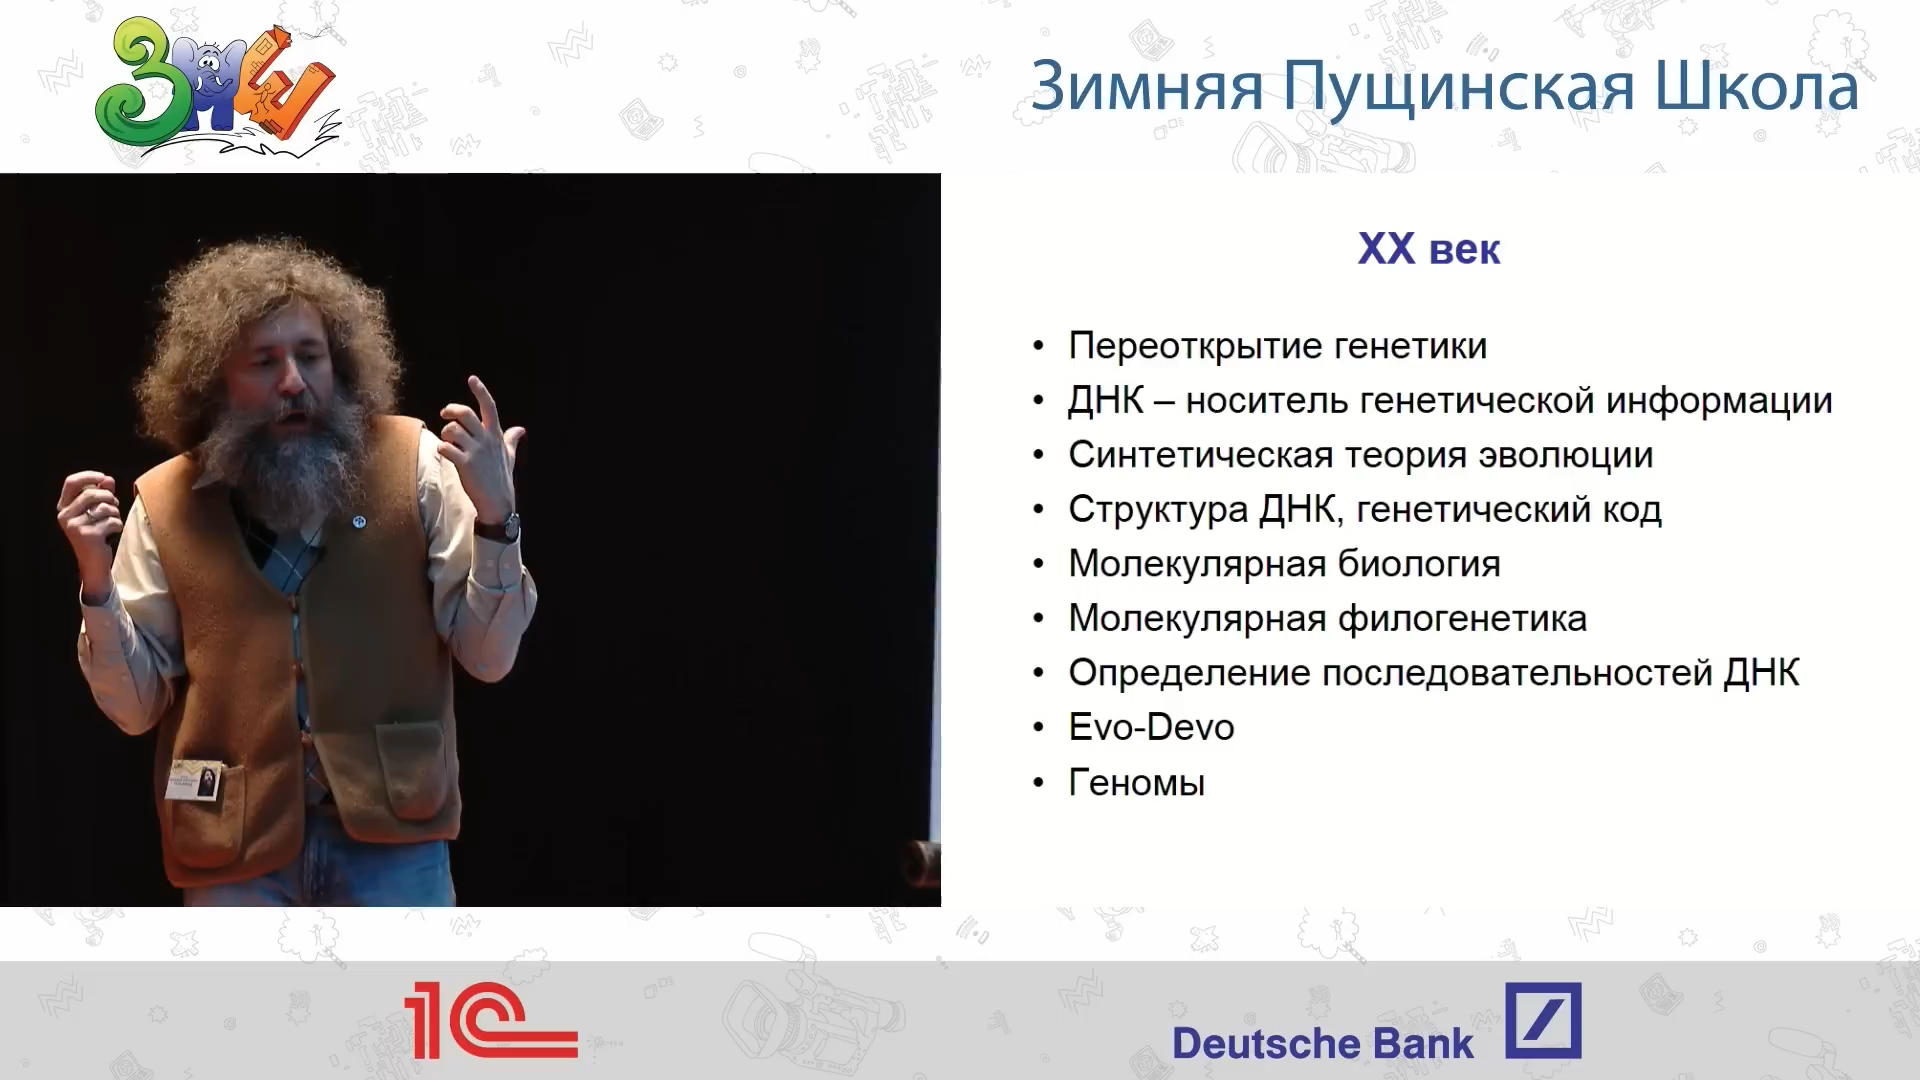 ЗПШ
Зимняя Пущинская Школа
XX век
• Переоткрытие генетики
• ДНК – носитель генетической информации
• Синтетическая теория эволюции
• Структура ДНК, генетический код
• Молекулярная биология
• Молекулярная филогенетика
• Определение последовательностей ДНК
• Evo-Devo
• Геномы
1С
Deutsche Bank